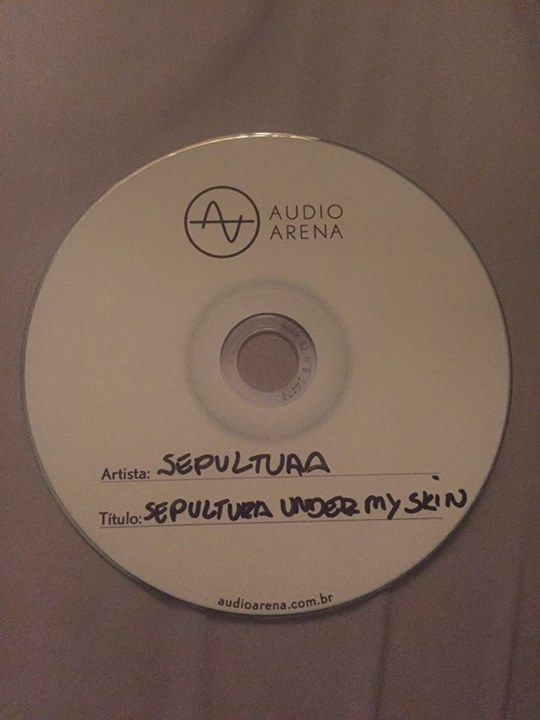 AUDIO
ARENA
Artista: SEPULTURA
Título: SEPULTURA UNDER MY SKIN
audioarena.com.br